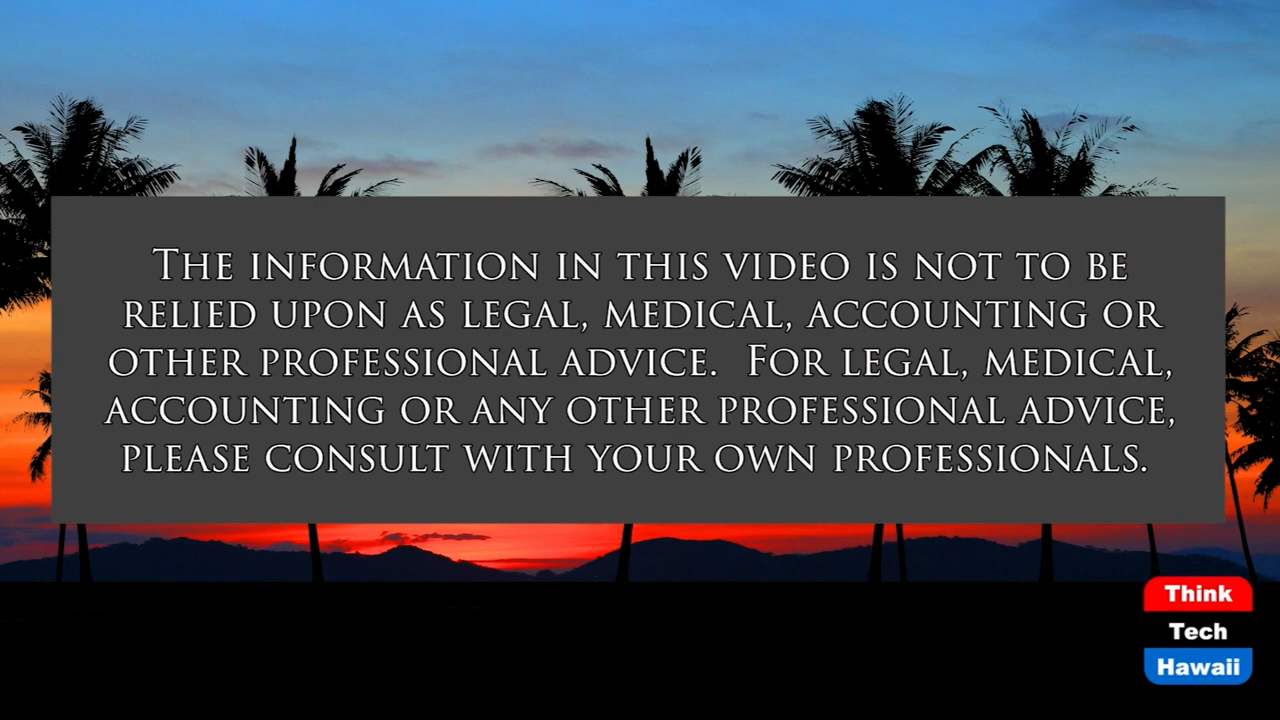 The information in this video is not to be
relied upon as legal, medical, accounting or
other professional advice.  For legal, medical,
accounting or any other professional advice,
please consult with your own professionals.
Think
Tech
Hawaii